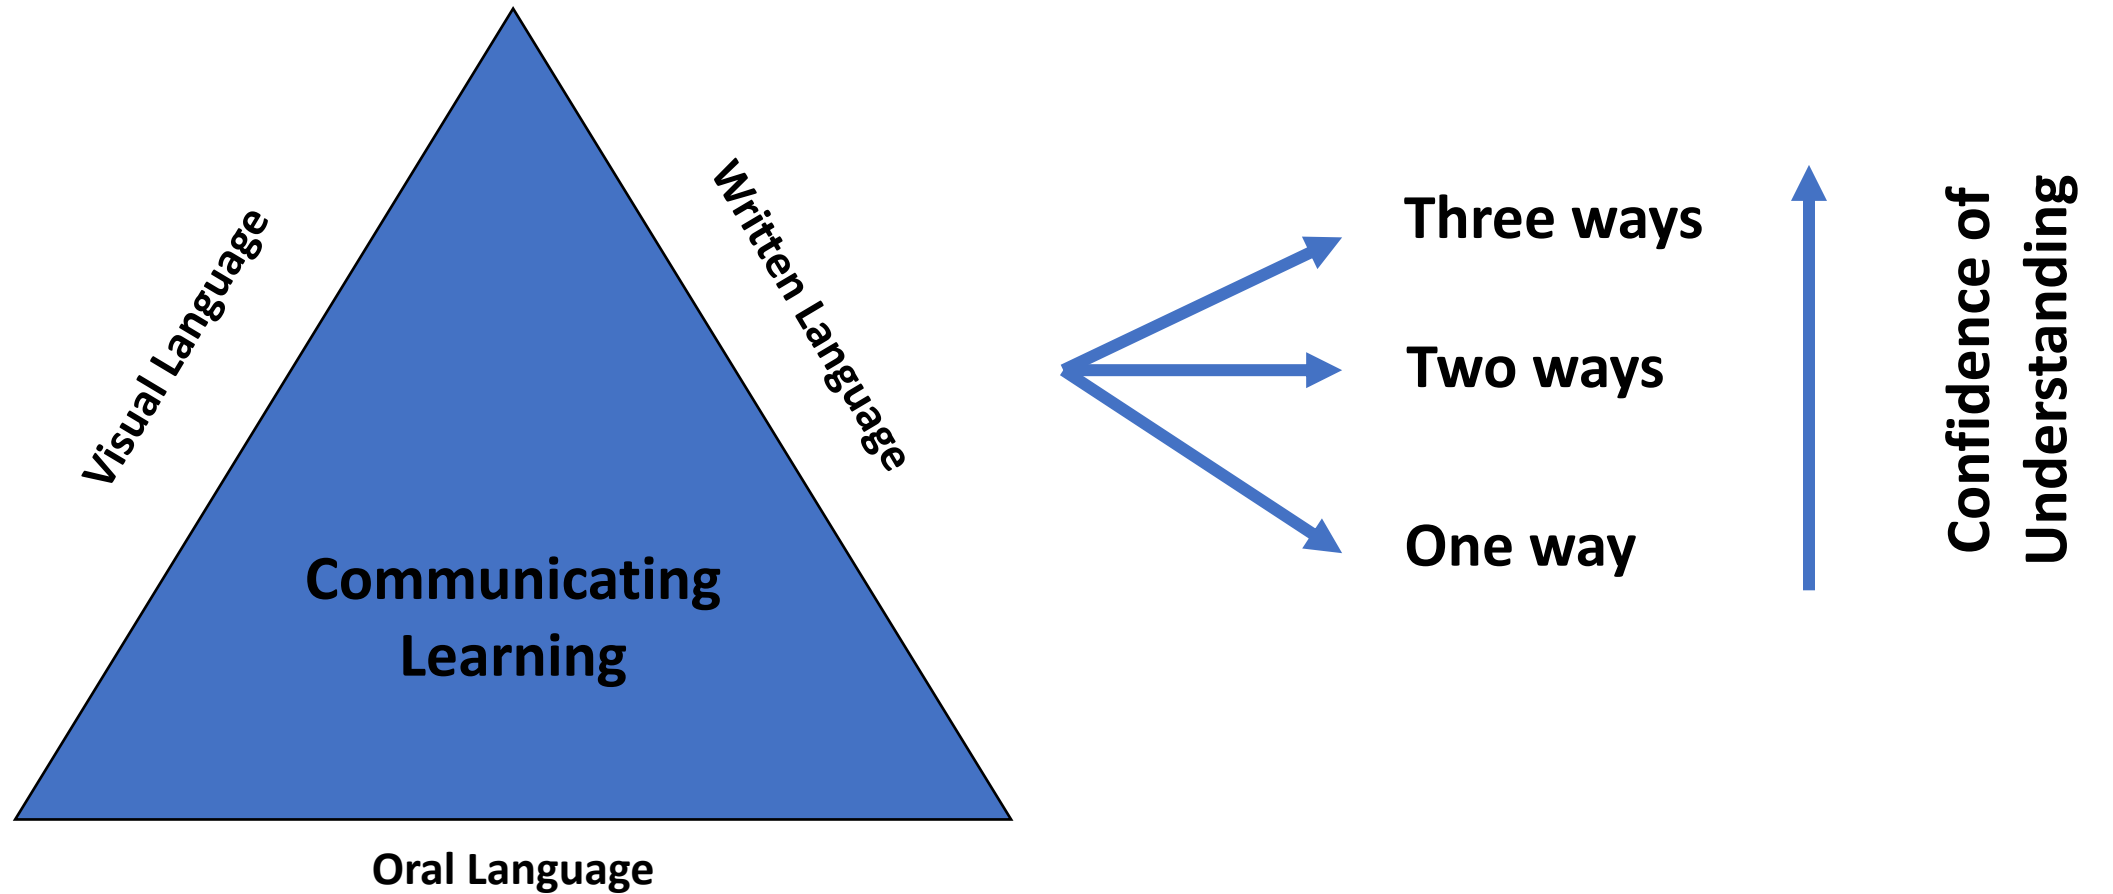 Visual Language
Written Language
Communicating
Learning
Oral Language
Three ways
Two ways
One way
Confidence of
Understanding